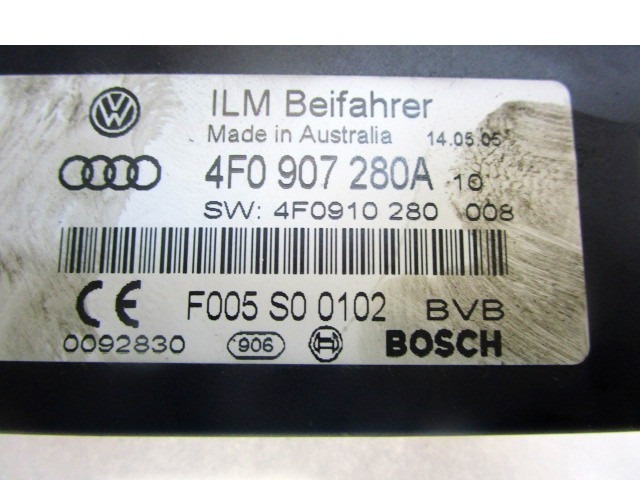 ILM Beifahrer
Made in Australia 14.05.05
4F0 907 280A 10
SW: 4F0910 280 008
CE F005 S0 0102 BVB
0092830 906 BOSCH